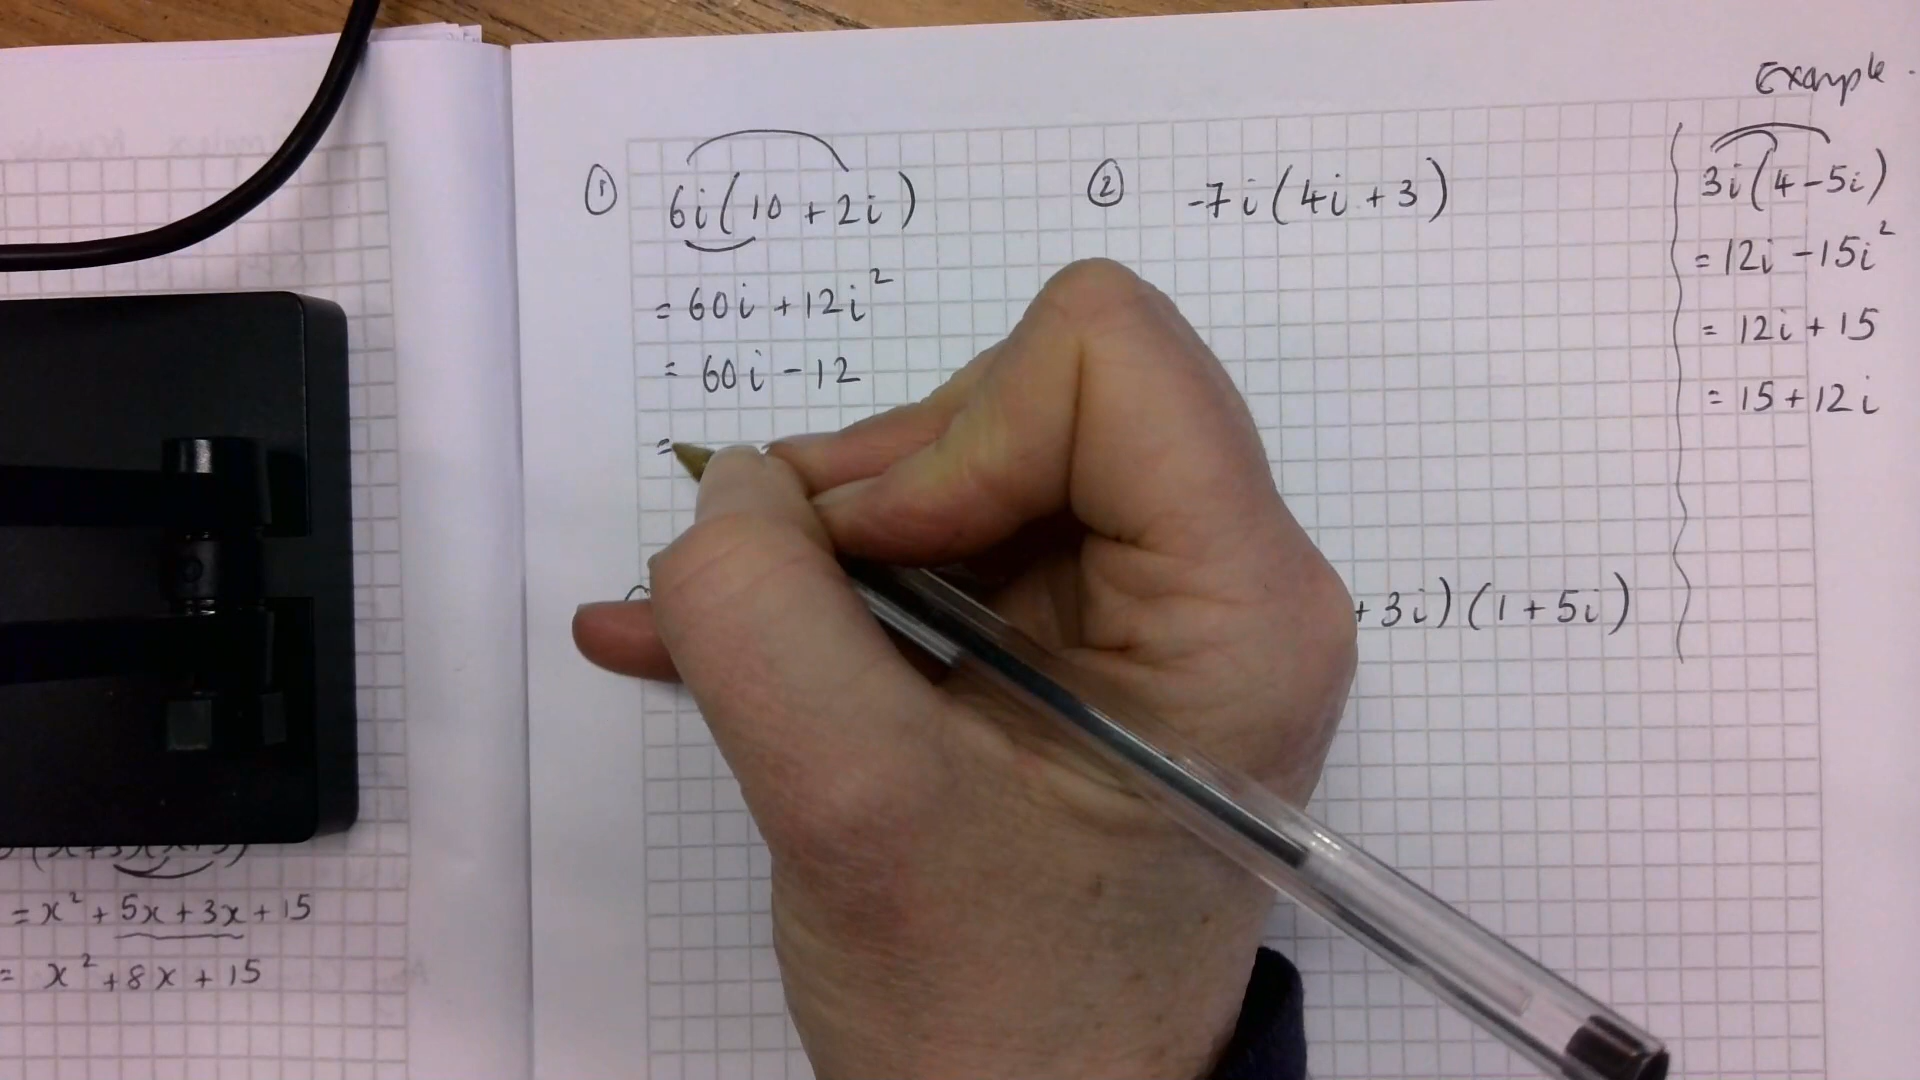 Example
① 6i(10+2i)
= 60i + 12i²
= 60i - 12
=
② -7i(4i+3)
3i(4-5i)
= 12i - 15i²
= 12i + 15
= 15 + 12i
+3i)(1+5i)
= x² + 5x + 3x + 15
= x² + 8x + 15